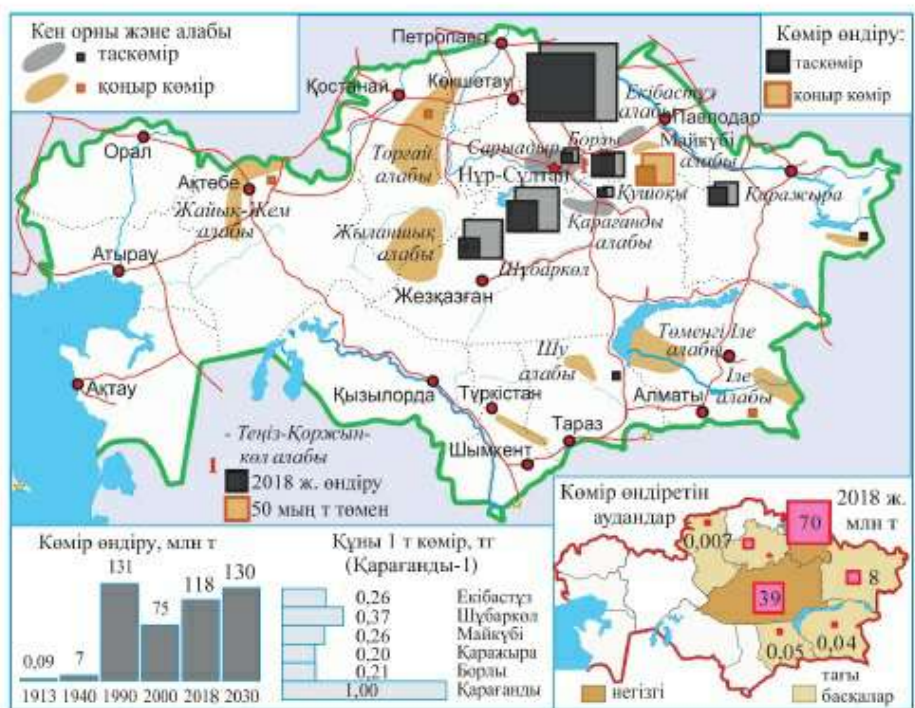 Кен орны және алабы
таскөмір
қоңыр көмір
Көмір өндіру:
таскөмір
қоңыр көмір
Петропавл
Қостанай
Көкшетау
Екібастұз
алабы
Павлодар
Орал
Торғай
алабы
Сарыадыр
Борлы
Майкүбі
алабы
Нұр-Сұлтан
Ақтөбе
Жайық-Жем
алабы
Құшоқы
Қаражыра
Қарағанды
алабы
Жыланшық
алабы
Атырау
Шұбаркөл
Жезқазған
Төменгі Іле
алабы
Шу
алабы
Іле
алабы
Ақтау
Қызылорда
Түркістан
Алматы
Тараз
Шымкент
- Теңіз-Қоржын-
көл алабы
1
2018 ж. өндіру
50 мың т төмен
Көмір өндіру, млн т
0,09
7
131
75
118
130
1913 1940 1990 2000 2018 2030
Құны 1 т көмір, тг
(Қарағанды-1)
0,26 Екібастұз
0,37 Шұбаркөл
0,26 Майкүбі
0,20 Қаражыра
0,21 Борлы
1,00 Қарағанды
Көмір өндіретін
аудандар
2018 ж.
млн т
70
0,007
8
39
0,05
0,04
негізгі
тағы
басқалар